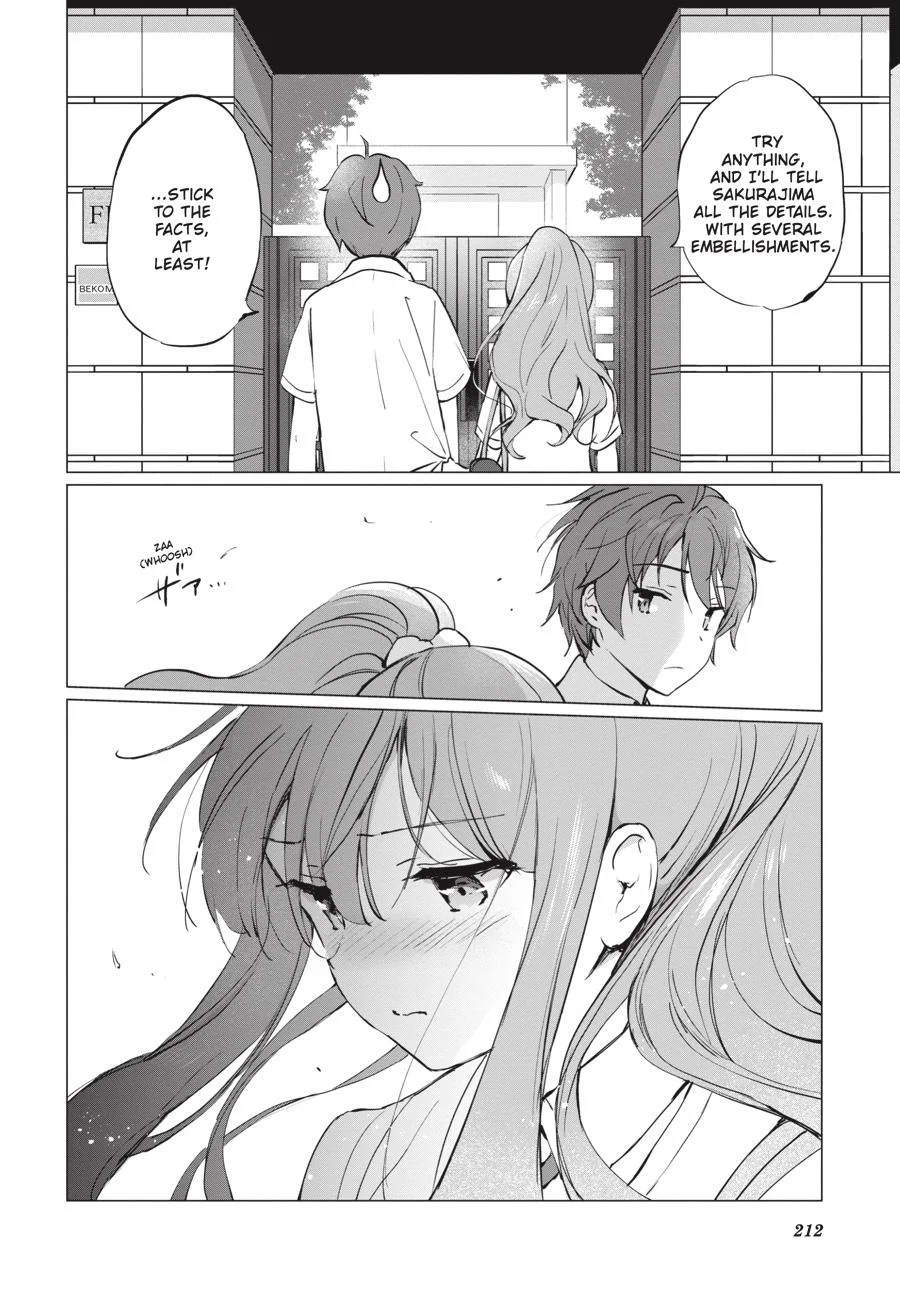 TRY
ANYTHING,
AND I'LL TELL
SAKURAJIMA
ALL THE DETAILS.
WITH SEVERAL
EMBELLISHMENTS.
...STICK
TO THE
FACTS,
AT
LEAST!
BEKOM
ZAA
(WHOOSH)
ザァ...
212